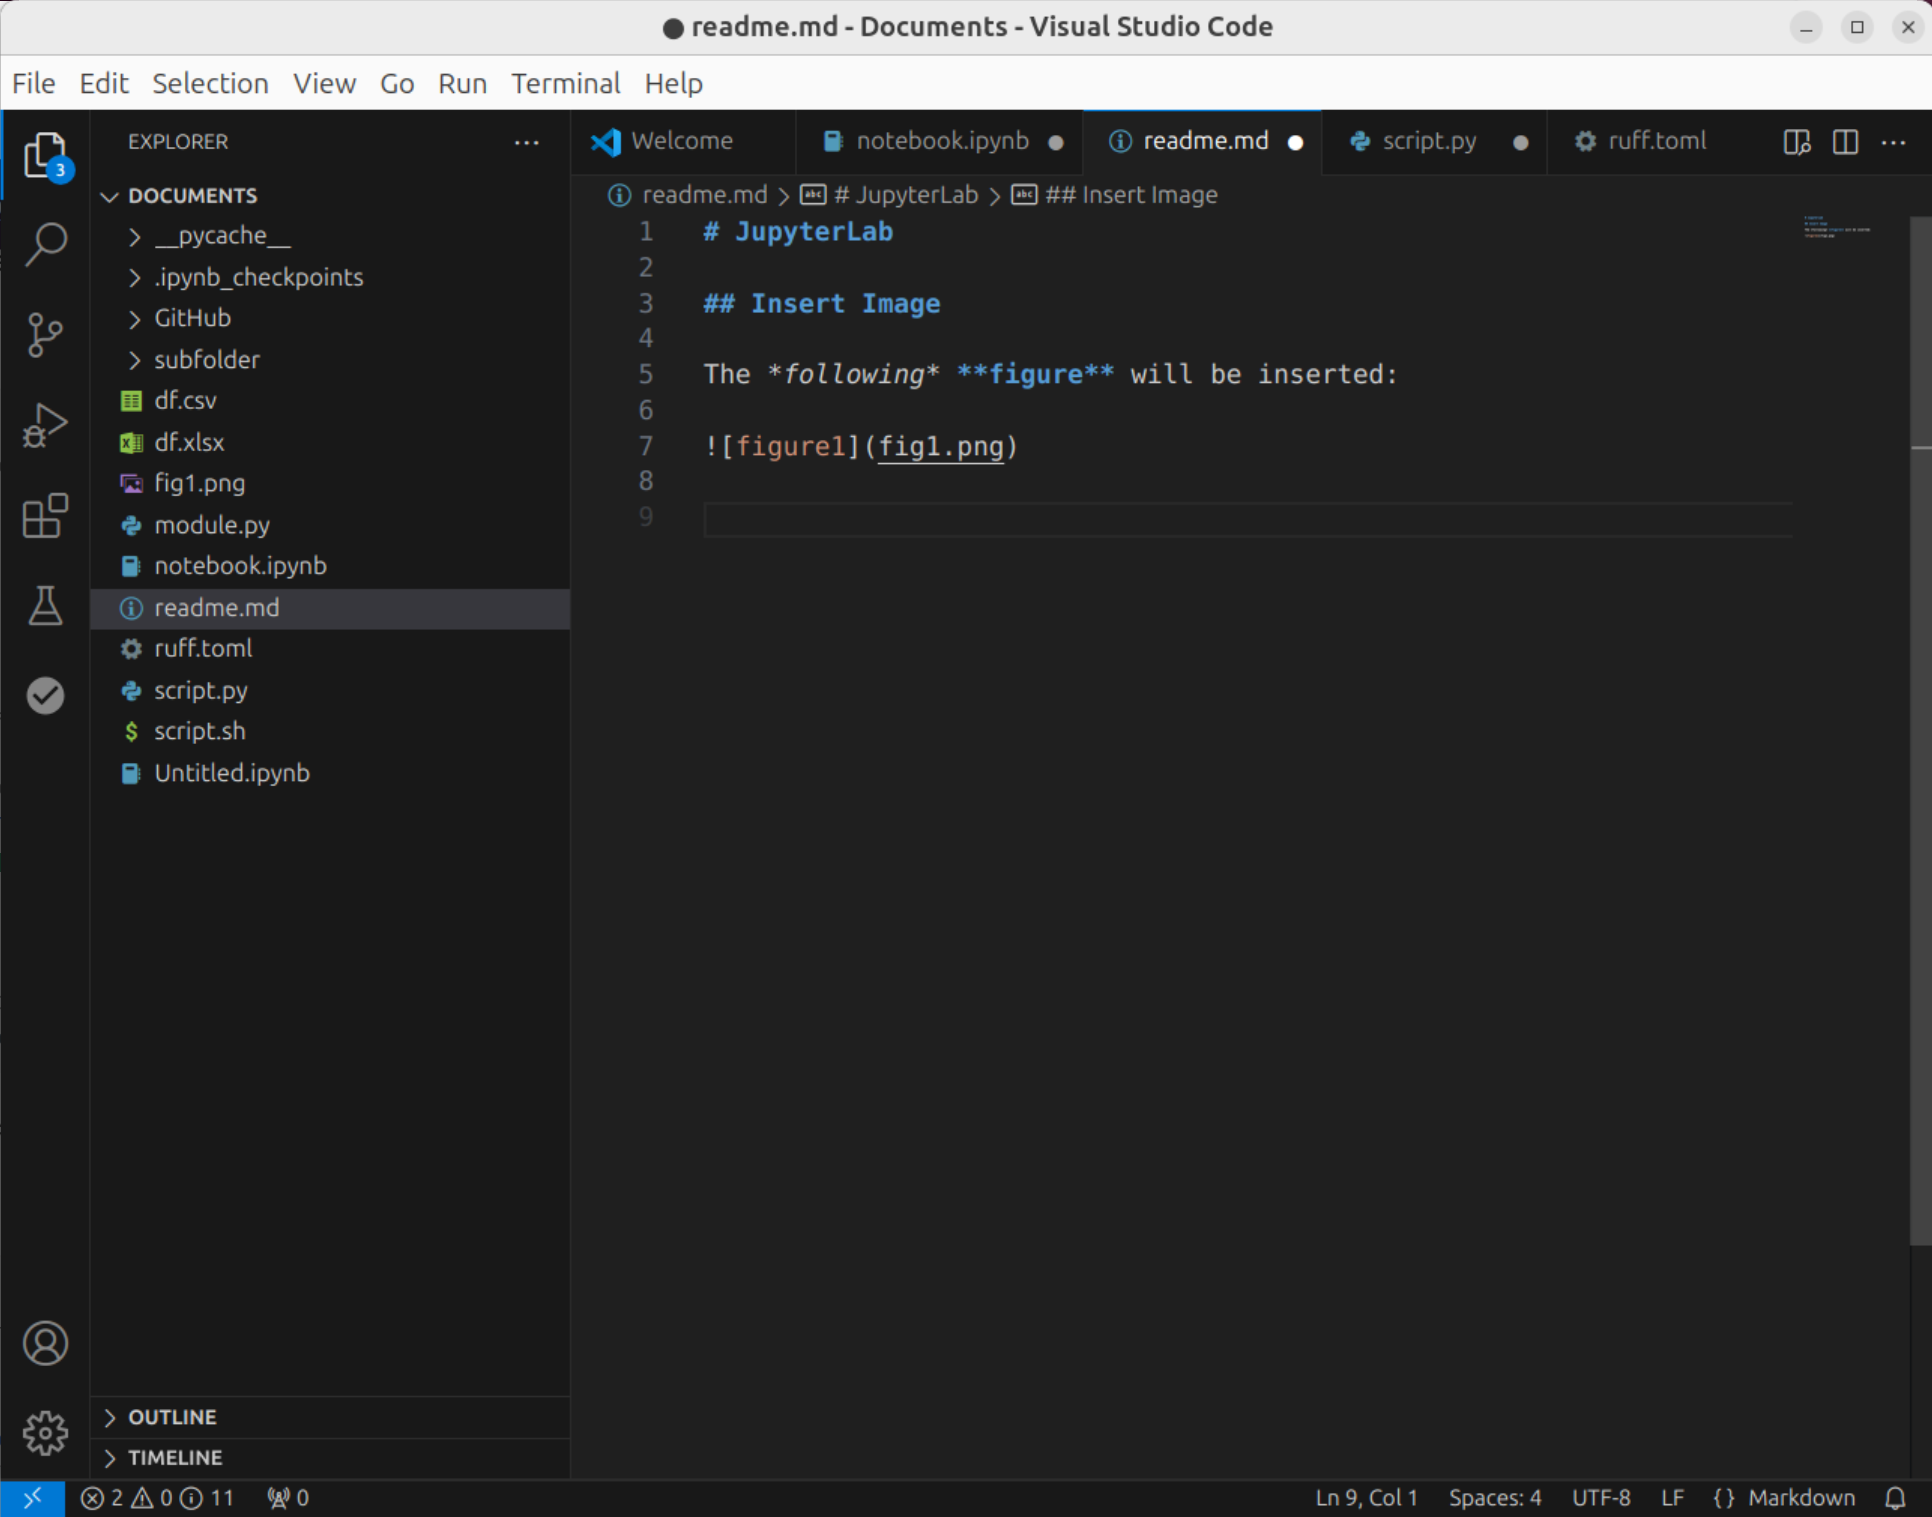 readme.md - Documents - Visual Studio Code
File Edit Selection View Go Run Terminal Help
3
EXPLORER
DOCUMENTS
__pycache__
.ipynb_checkpoints
GitHub
subfolder
df.csv
df.xlsx
fig1.png
module.py
notebook.ipynb
readme.md
ruff.toml
script.py
$ script.sh
Untitled.ipynb
OUTLINE
TIMELINE
Welcome notebook.ipynb readme.md script.py ruff.toml
readme.md > abc # JupyterLab > abc ## Insert Image
1 # JupyterLab
2
3 ## Insert Image
4
5 The *following* **figure** will be inserted:
6
7 ![figure1](fig1.png)
8
9
2 0 11 0 Ln 9, Col 1 Spaces: 4 UTF-8 LF {} Markdown